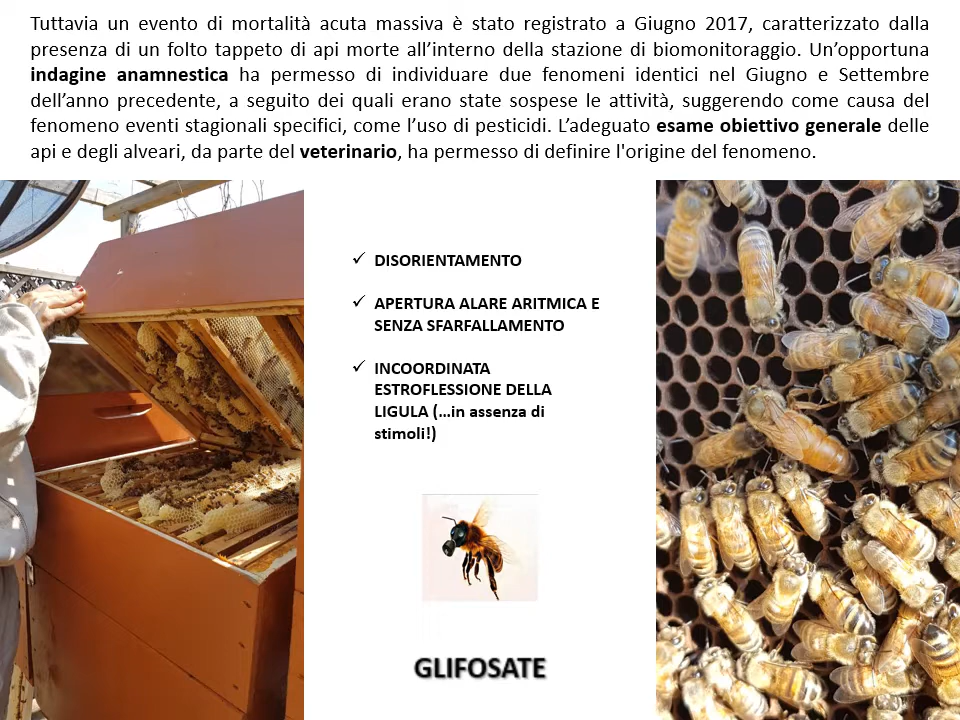 Tuttavia un evento di mortalità acuta massiva è stato registrato a Giugno 2017, caratterizzato dalla
presenza di un folto tappeto di api morte all’interno della stazione di biomonitoraggio. Un’opportuna
indagine anamnestica ha permesso di individuare due fenomeni identici nel Giugno e Settembre
dell’anno precedente, a seguito dei quali erano state sospese le attività, suggerendo come causa del
fenomeno eventi stagionali specifici, come l’uso di pesticidi. L’adeguato esame obiettivo generale delle
api e degli alveari, da parte del veterinario, ha permesso di definire l'origine del fenomeno.
✓ DISORIENTAMENTO
✓ APERTURA ALARE ARITMICA E
SENZA SFARFALLAMENTO
✓ INCOORDINATA
ESTROFLESSIONE DELLA
LIGULA (…in assenza di
stimoli!)
GLIFOSATE